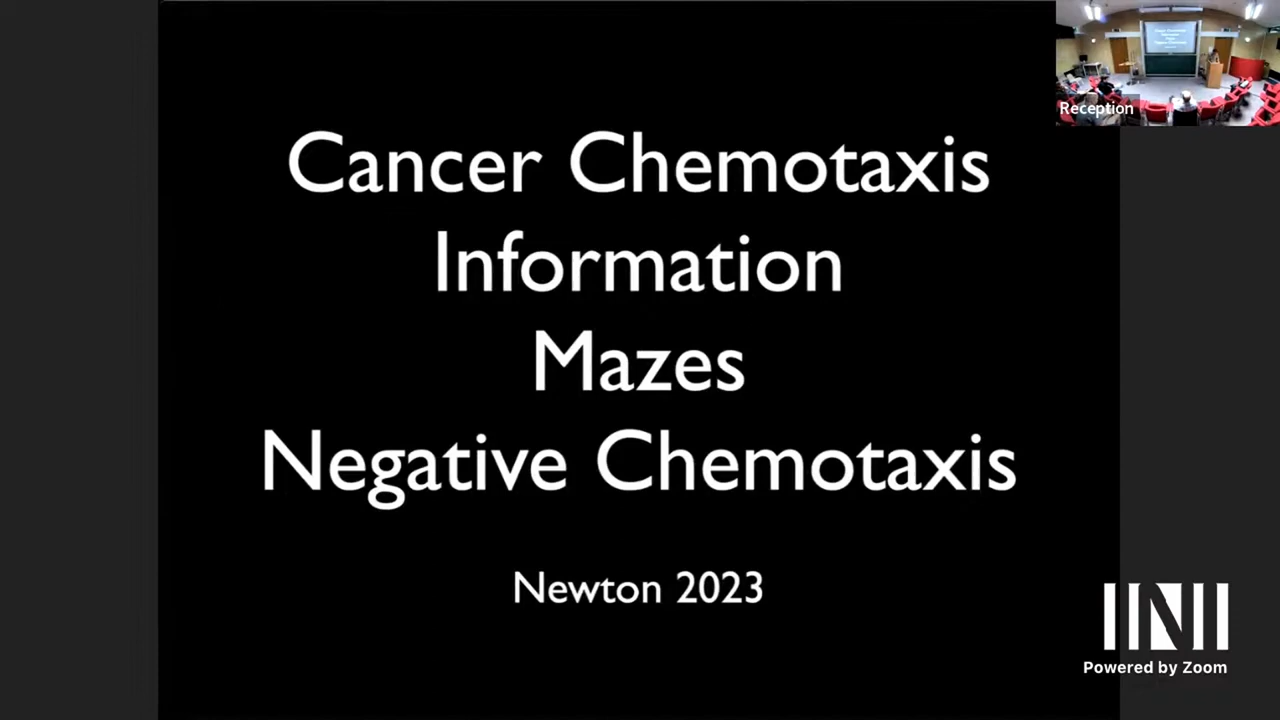 Cancer Chemotaxis
Information
Mazes
Negative Chemotaxis
Newton 2023
Reception
Powered by Zoom